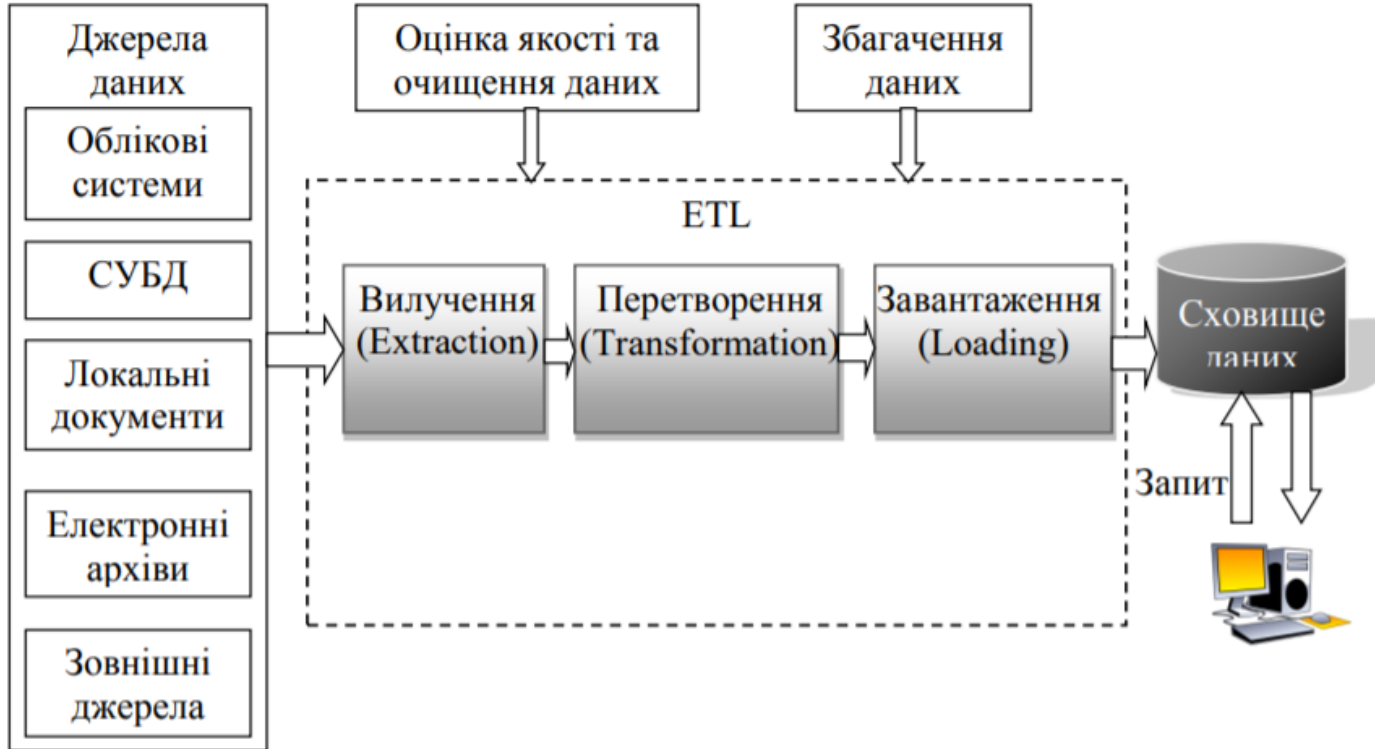 Джерела
даних
Облікові
системи
СУБД
Локальні
документи
Електронні
архіви
Зовнішні
джерела
Оцінка якості та
очищення даних
Збагачення
даних
ETL
Вилучення
(Extraction)
Перетворення
(Transformation)
Завантаження
(Loading)
Сховище
даних
Запит